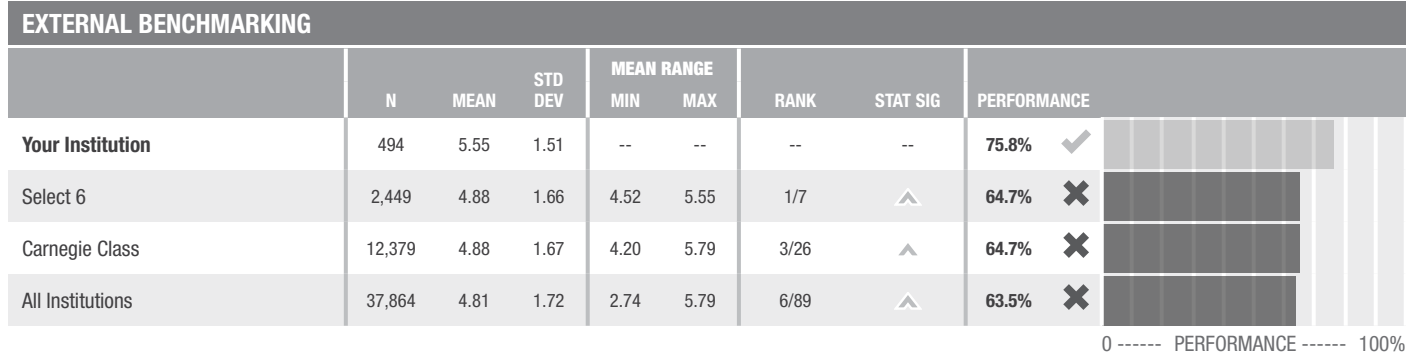 EXTERNAL BENCHMARKING
N MEAN STD DEV MEAN RANGE MIN MAX RANK STAT SIG PERFORMANCE
Your Institution 494 5.55 1.51 -- -- -- -- 75.8%
Select 6 2,449 4.88 1.66 4.52 5.55 1/7 64.7%
Carnegie Class 12,379 4.88 1.67 4.20 5.79 3/26 64.7%
All Institutions 37,864 4.81 1.72 2.74 5.79 6/89 63.5%
0 ------ PERFORMANCE ------ 100%